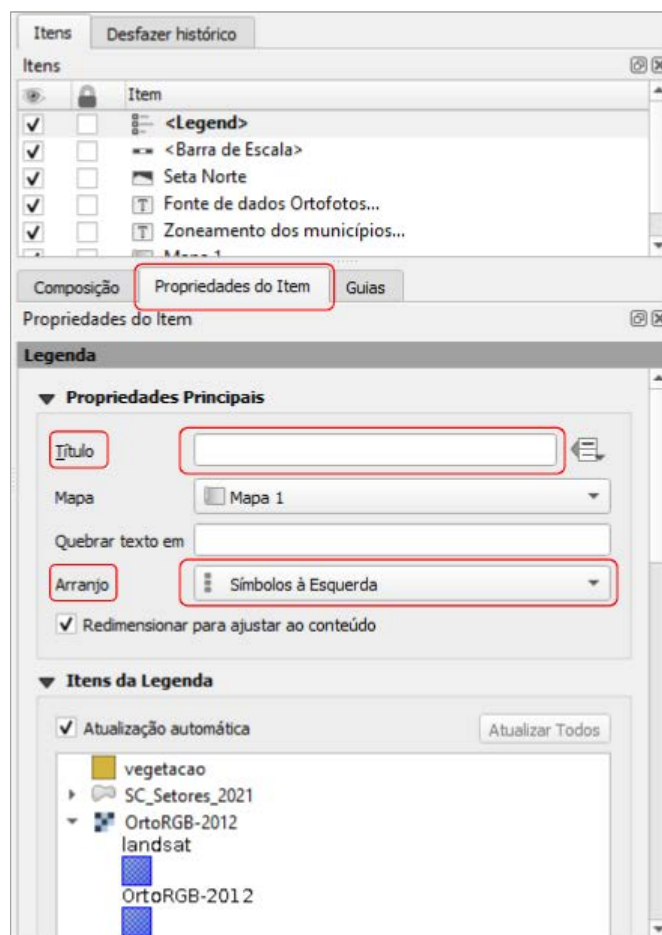 Itens Desfazer histórico
Itens
Item
<Legend>
<Barra de Escala>
Seta Norte
T Fonte de dados Ortofotos...
T Zoneamento dos municípios...
Mapa 1
Composição Propriedades do Item Guias
Propriedades do Item
Legenda
Propriedades Principais
Título
Mapa Mapa 1
Quebrar texto em
Arranjo Símbolos à Esquerda
Redimensionar para ajustar ao conteúdo
Itens da Legenda
Atualização automática Atualizar Todos
vegetacao
SC_Setores_2021
OrtoRGB-2012
landsat
OrtoRGB-2012